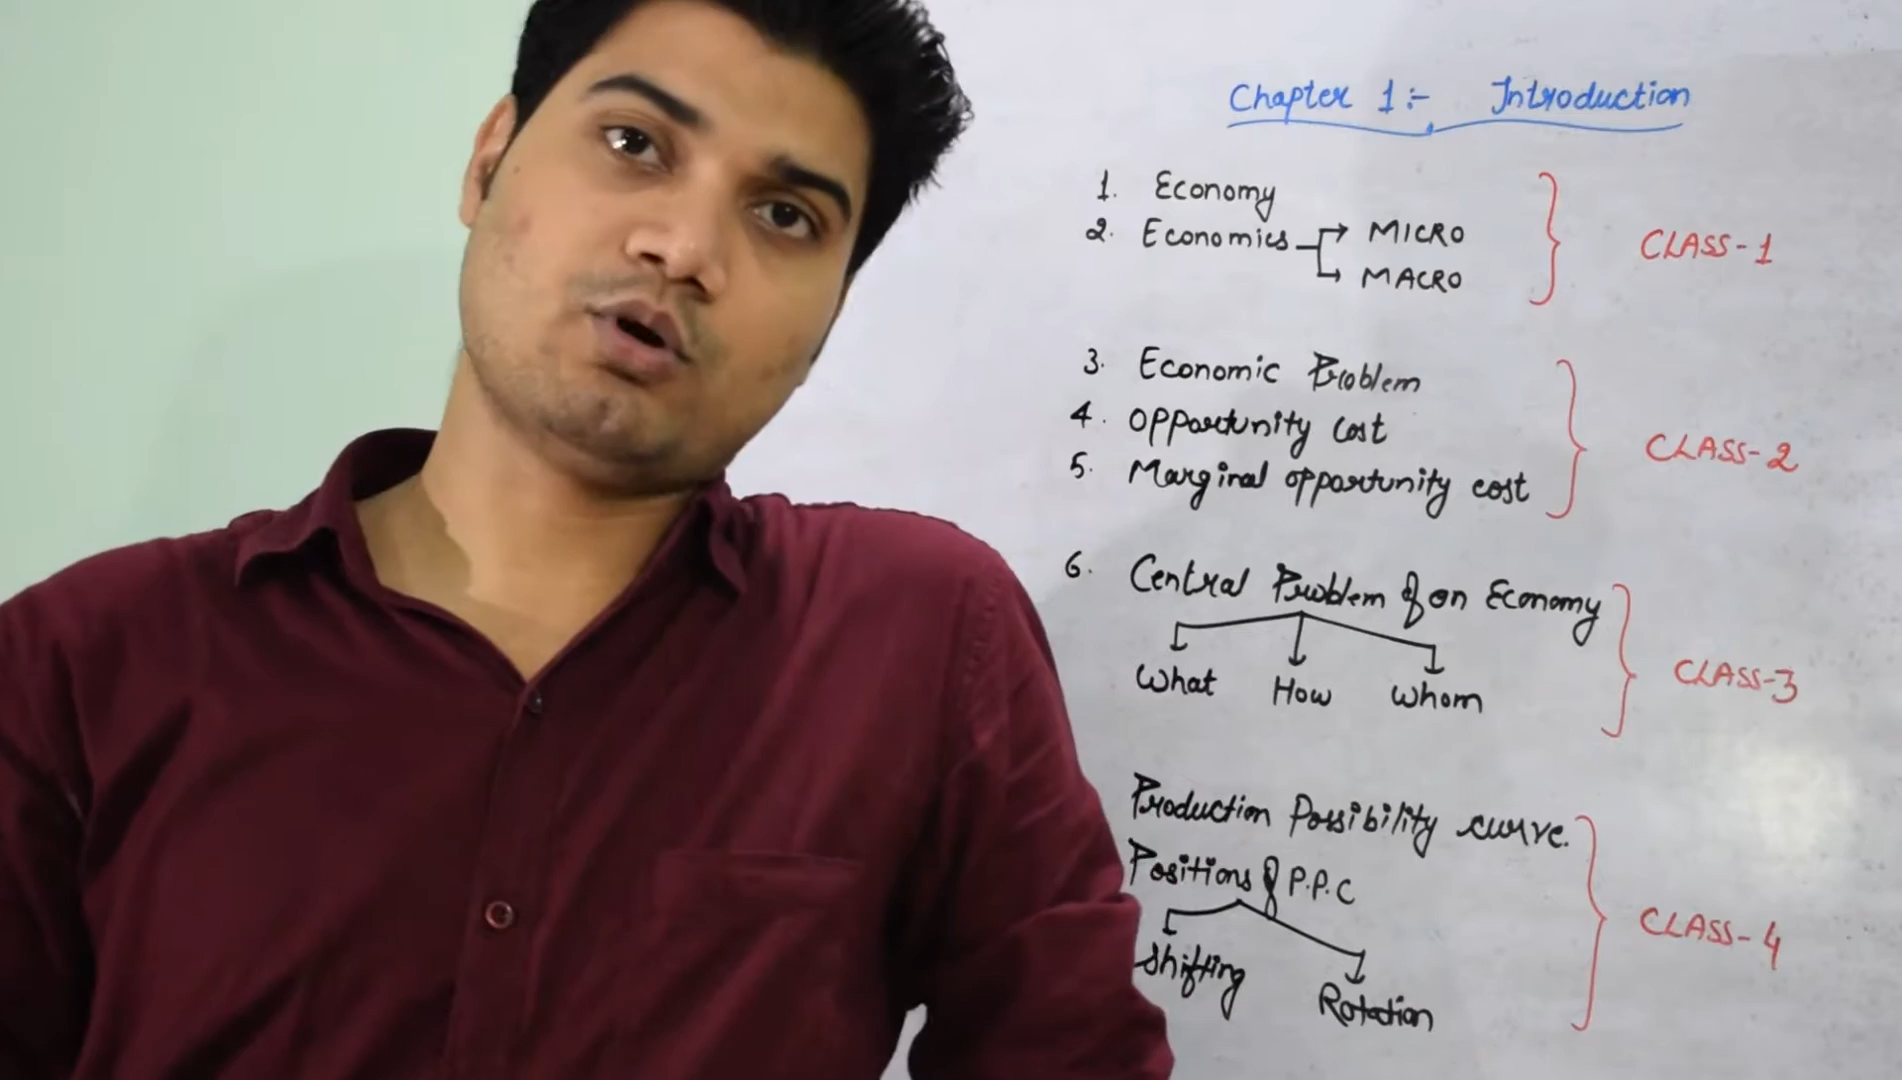 Chapter 1:- Introduction
1. Economy
2. Economics → MICRO
→ MACRO
CLASS-1
3. Economic Problem
4. Opportunity cost
5. Marginal opportunity cost
CLASS-2
6. Central Problem of an Economy
What How Whom
CLASS-3
Production Possibility curve.
Positions of P.P.C
Shifting
Rotation
CLASS-4